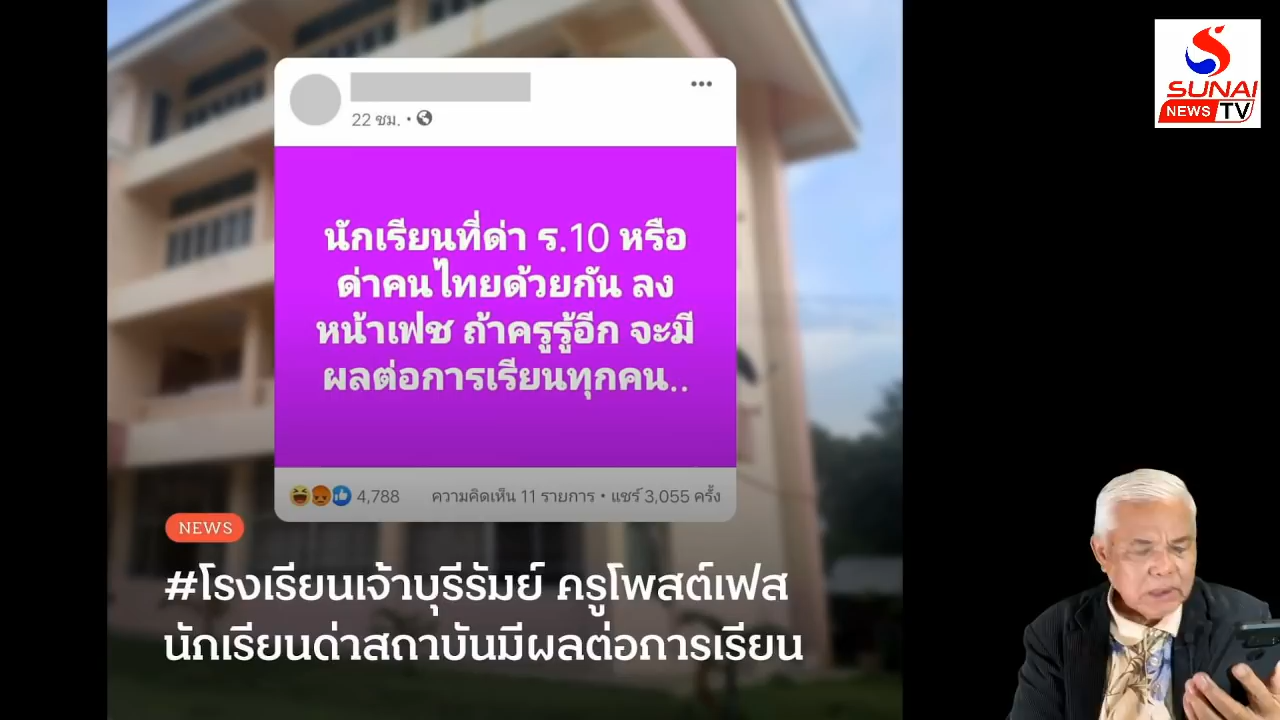 SUNAI
NEWS TV
22 ชม.
นักเรียนที่ด่า ร.10 หรือ
ด่าคนไทยด้วยกัน ลง
หน้าเฟช ถ้าครูรู้อีก จะมี
ผลต่อการเรียนทุกคน..
4,788 ความคิดเห็น 11 รายการ • แชร์ 3,055 ครั้ง
NEWS
#โรงเรียนเจ้าบุรีรัมย์ ครูโพสต์เฟส
นักเรียนด่าสถาบันมีผลต่อการเรียน